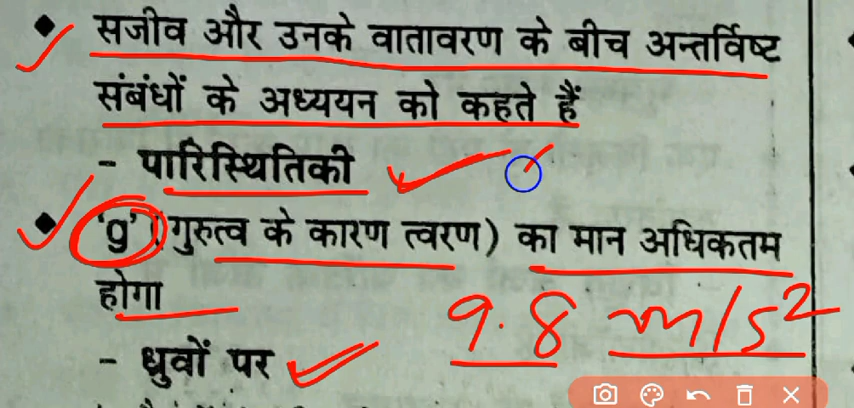 ◆ सजीव और उनके वातावरण के बीच अन्तर्विष्ट
संबंधों के अध्ययन को कहते हैं
- पारिस्थितिकी
◆ 'g' (गुरुत्व के कारण त्वरण) का मान अधिकतम
होगा
9.8 m/s²
- ध्रुवों पर